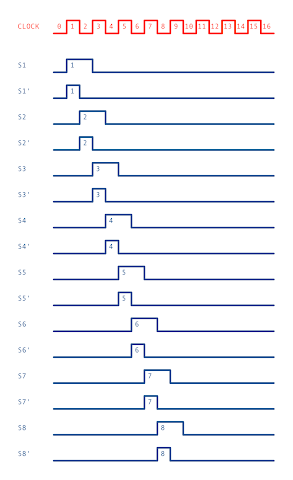 CLOCK 0 1 2 3 4 5 6 7 8 9 10 11 12 13 14 15 16
S1 1
S1' 1
S2 2
S2' 2
S3 3
S3' 3
S4 4
S4' 4
S5 5
S5' 5
S6 6
S6' 6
S7 7
S7' 7
S8 8
S8' 8